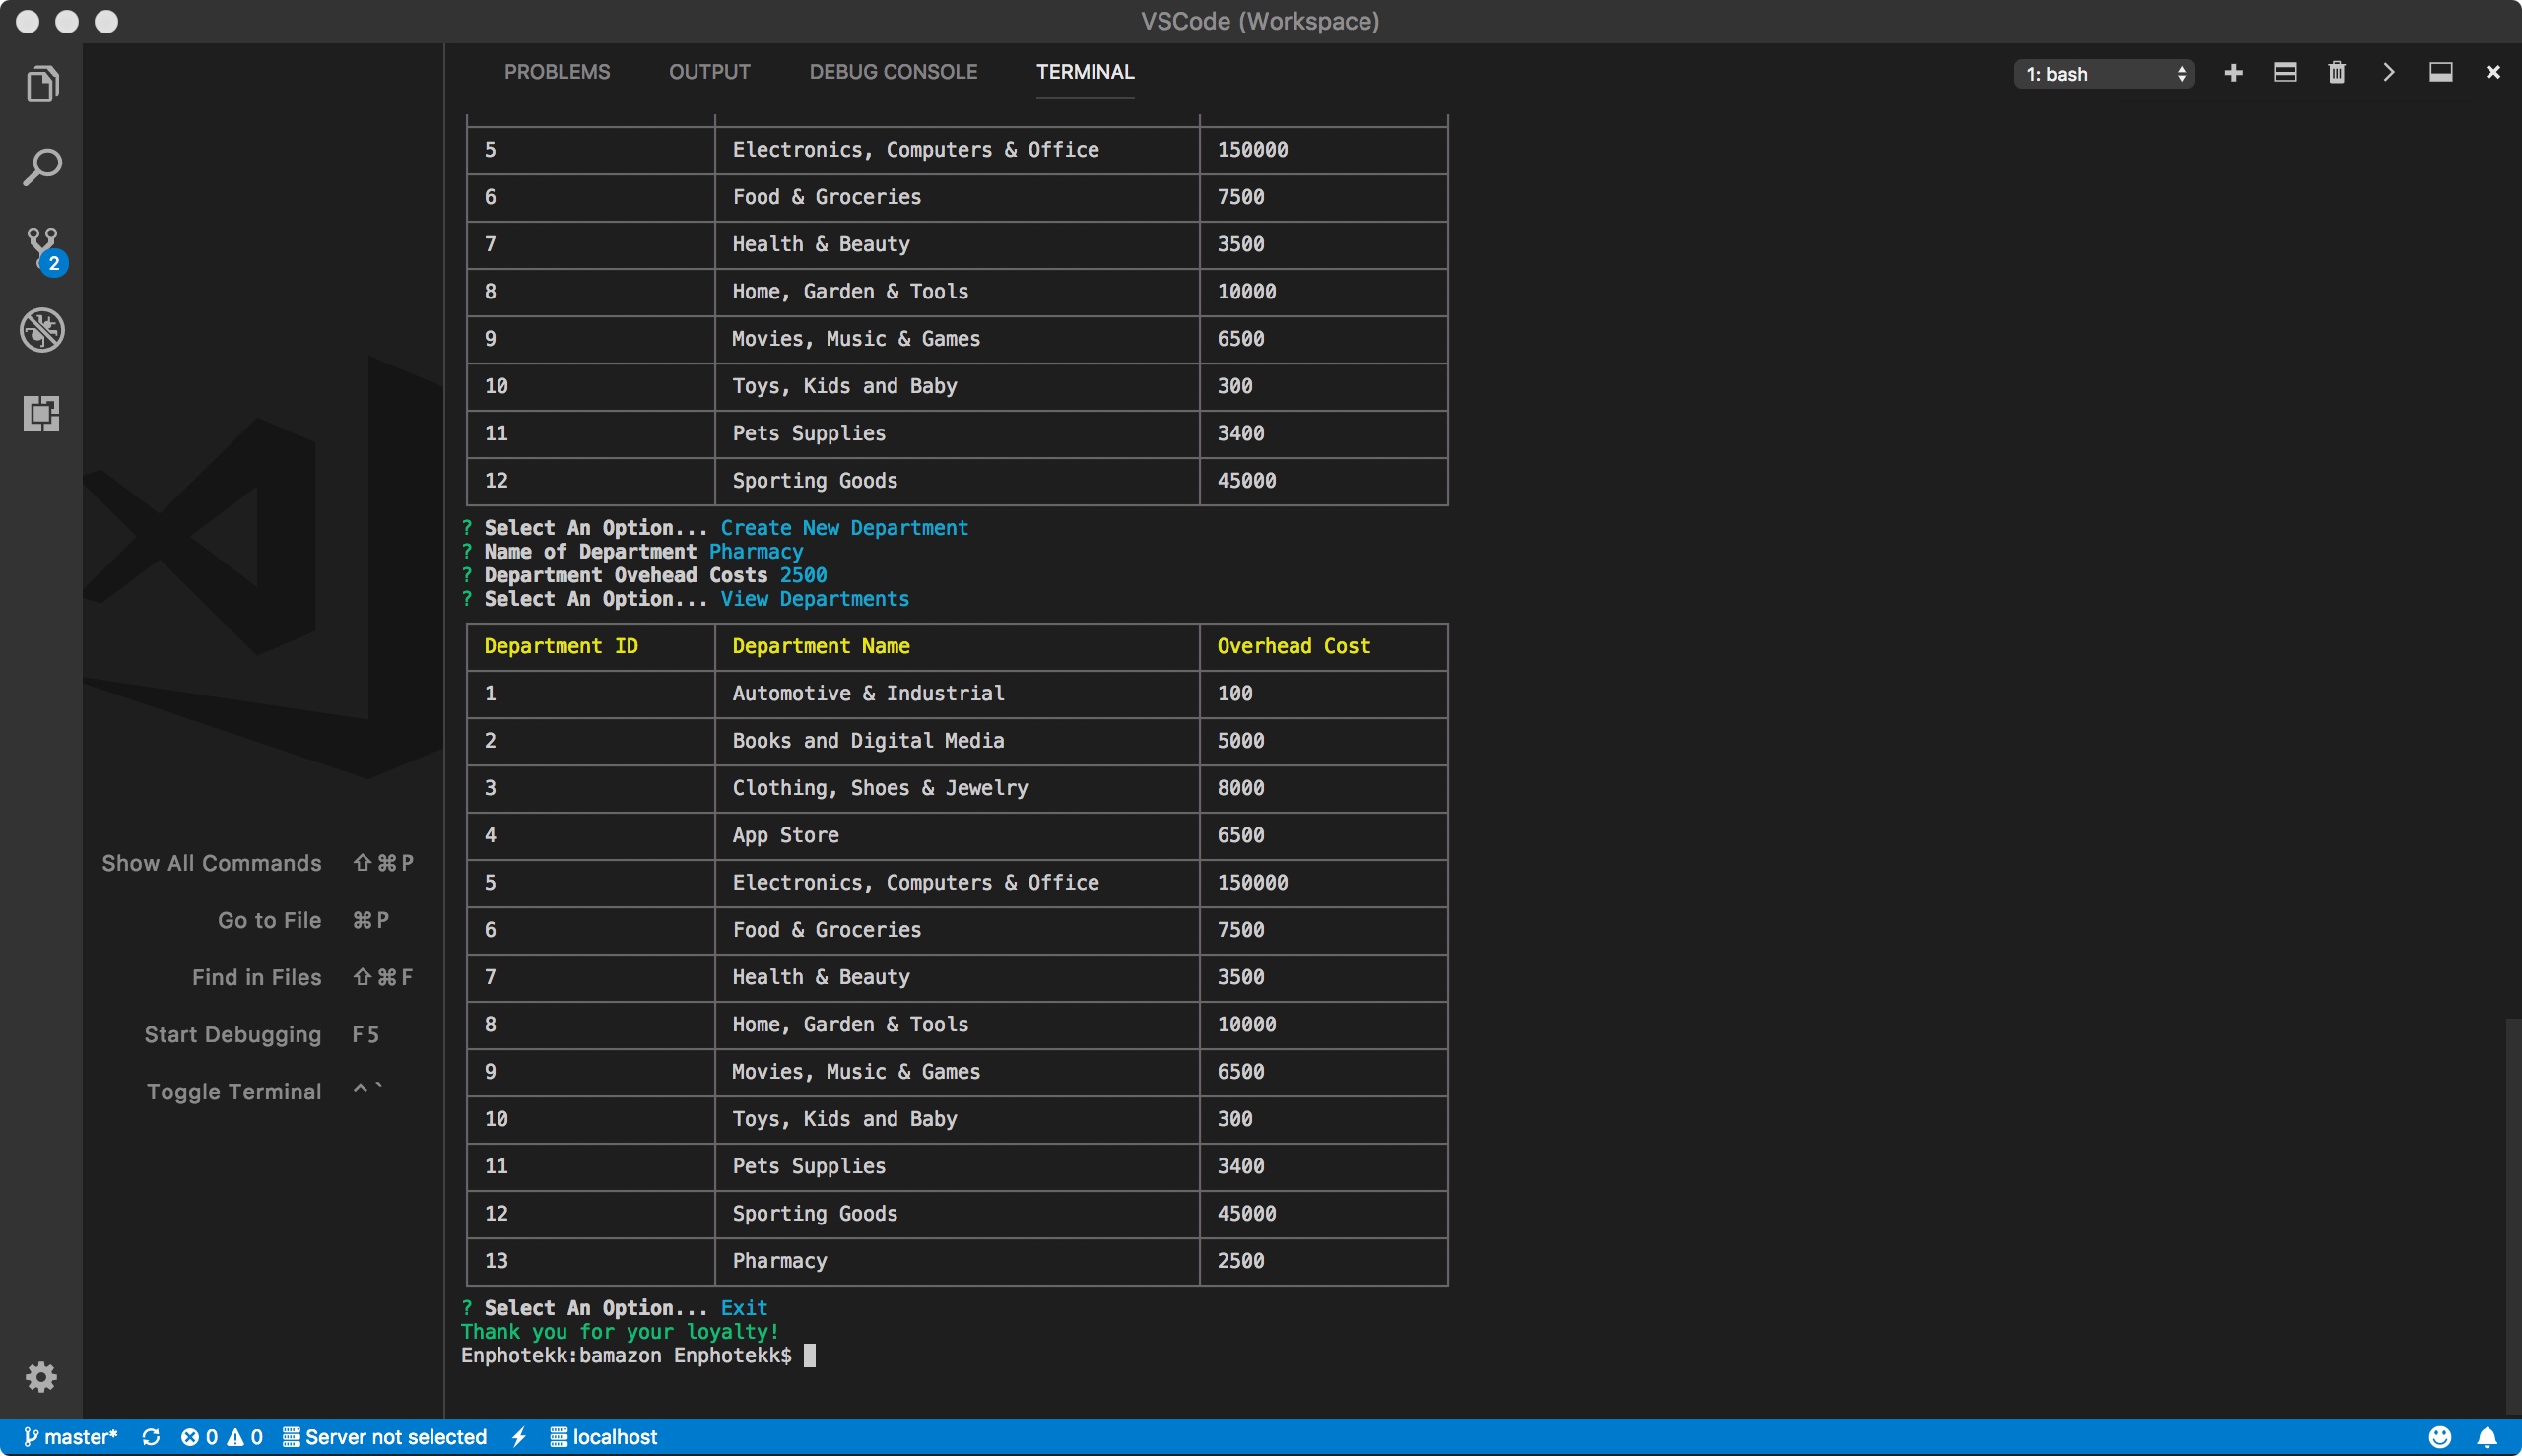 VSCode (Workspace)
PROBLEMS OUTPUT DEBUG CONSOLE TERMINAL 1: bash
5 Electronics, Computers & Office 150000
6 Food & Groceries 7500
7 Health & Beauty 3500
8 Home, Garden & Tools 10000
9 Movies, Music & Games 6500
10 Toys, Kids and Baby 300
11 Pets Supplies 3400
12 Sporting Goods 45000
? Select An Option... Create New Department
? Name of Department Pharmacy
? Department Ovehead Costs 2500
? Select An Option... View Departments
Department ID Department Name Overhead Cost
1 Automotive & Industrial 100
2 Books and Digital Media 5000
3 Clothing, Shoes & Jewelry 8000
4 App Store 6500
5 Electronics, Computers & Office 150000
6 Food & Groceries 7500
7 Health & Beauty 3500
8 Home, Garden & Tools 10000
9 Movies, Music & Games 6500
10 Toys, Kids and Baby 300
11 Pets Supplies 3400
12 Sporting Goods 45000
13 Pharmacy 2500
? Select An Option... Exit
Thank you for your loyalty!
Enphotekk:bamazon Enphotekk$
2
Show All Commands ⇧⌘P
Go to File ⌘P
Find in Files ⇧⌘F
Start Debugging F5
Toggle Terminal ^`
master* 0 0 Server not selected localhost